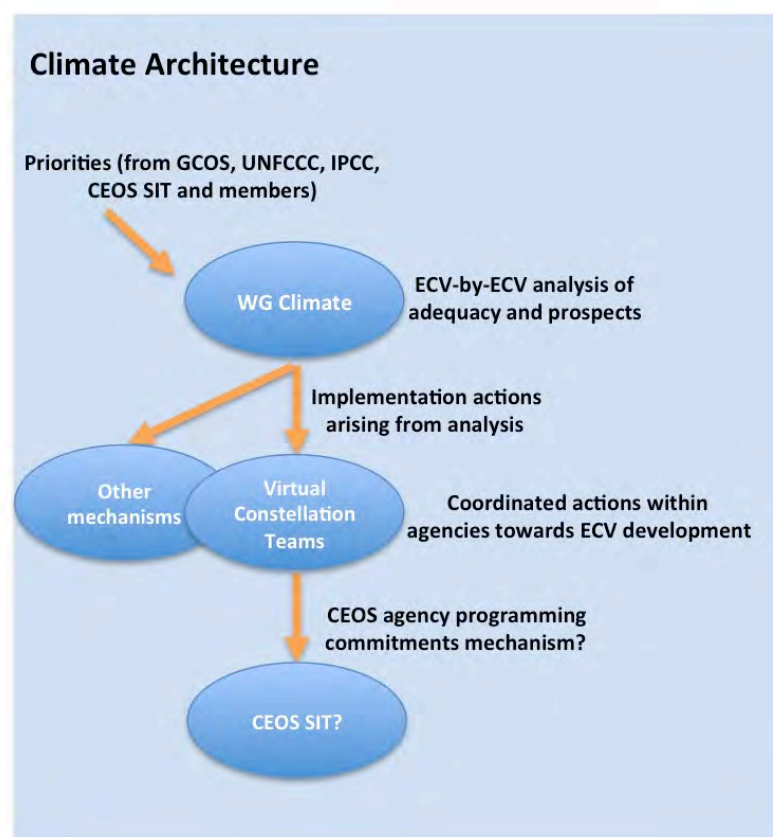 Climate Architecture
Priorities (from GCOS, UNFCCC, IPCC,
CEOS SIT and members)
WG Climate
ECV-by-ECV analysis of
adequacy and prospects
Implementation actions
arising from analysis
Other
mechanisms
Virtual
Constellation
Teams
Coordinated actions within
agencies towards ECV development
CEOS agency programming
commitments mechanism?
CEOS SIT?